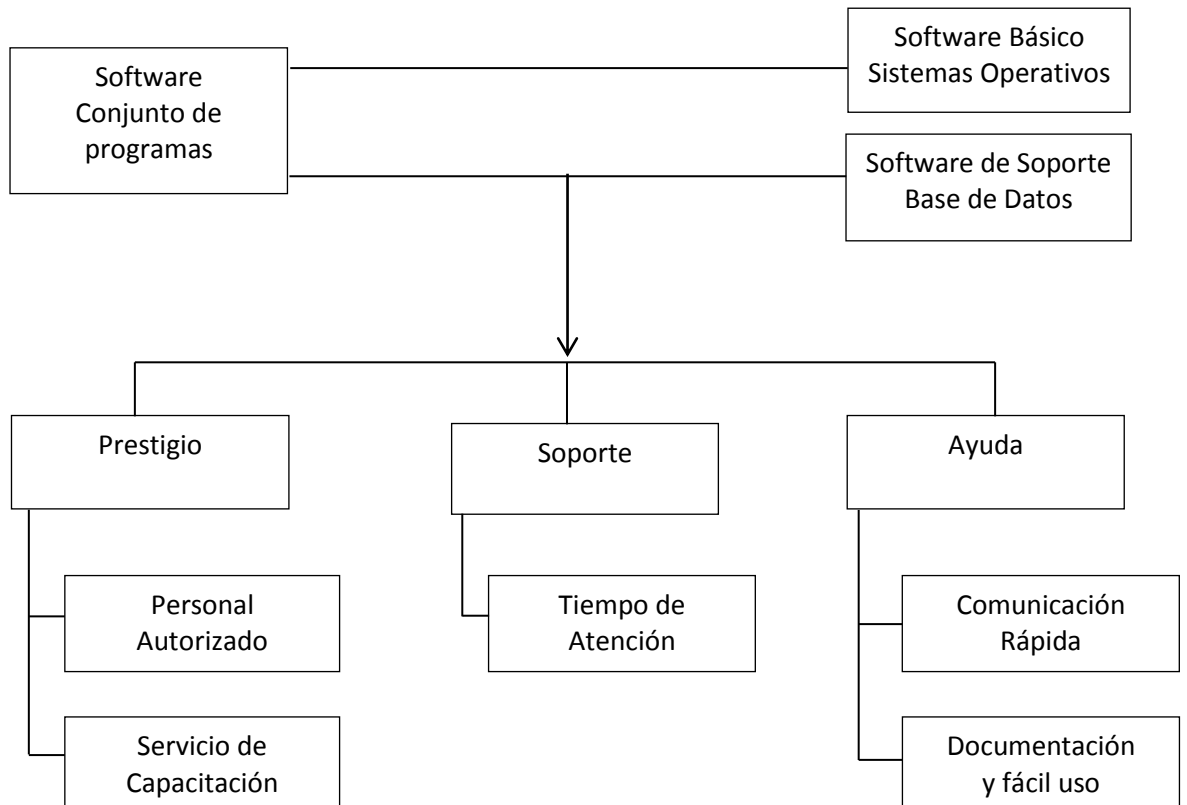 Software
Conjunto de
programas
Software Básico
Sistemas Operativos
Software de Soporte
Base de Datos
Prestigio
Soporte
Ayuda
Personal
Autorizado
Tiempo de
Atención
Comunicación
Rápida
Servicio de
Capacitación
Documentación
y fácil uso